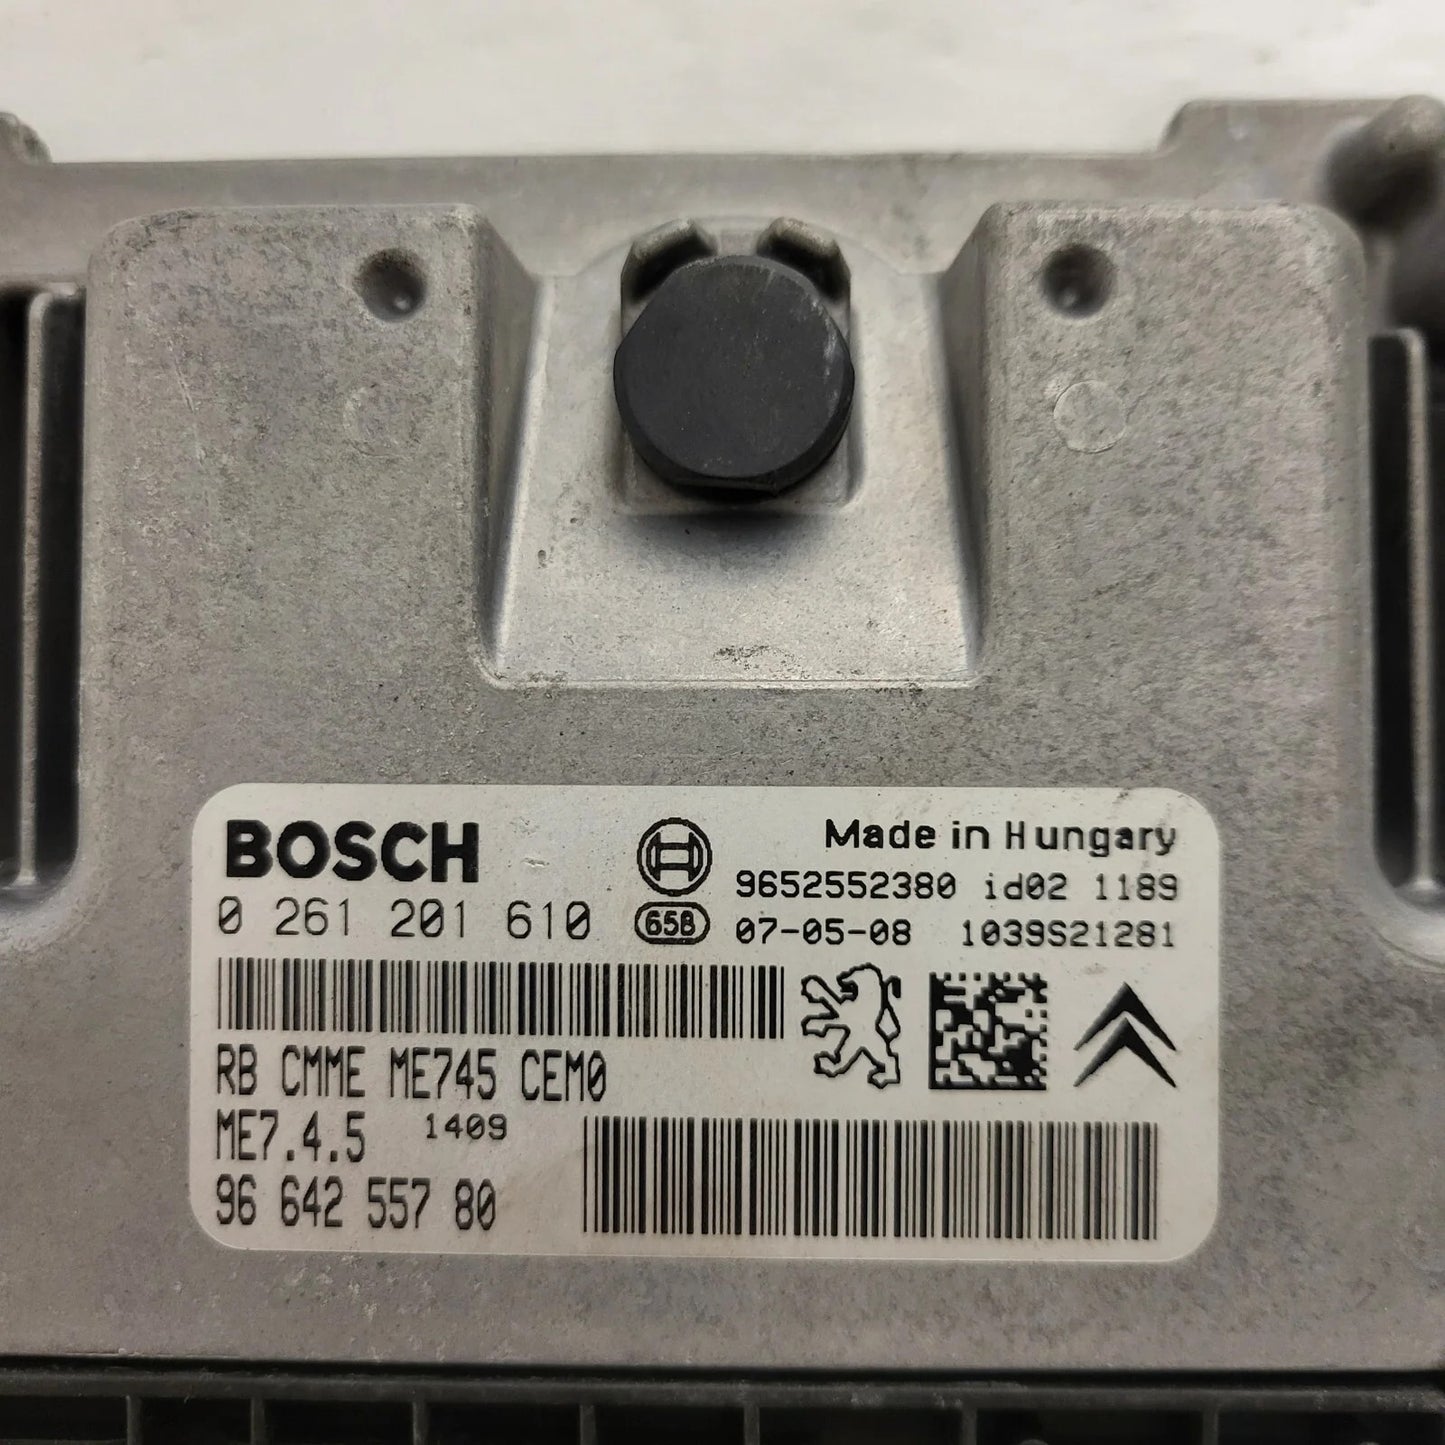 BOSCH
Made in Hungary
9652552380 id02 1189
0 261 201 610
658
07-05-08 1039S21281
RB CMME ME745 CEM0
ME7.4.5 1409
96 642 557 80